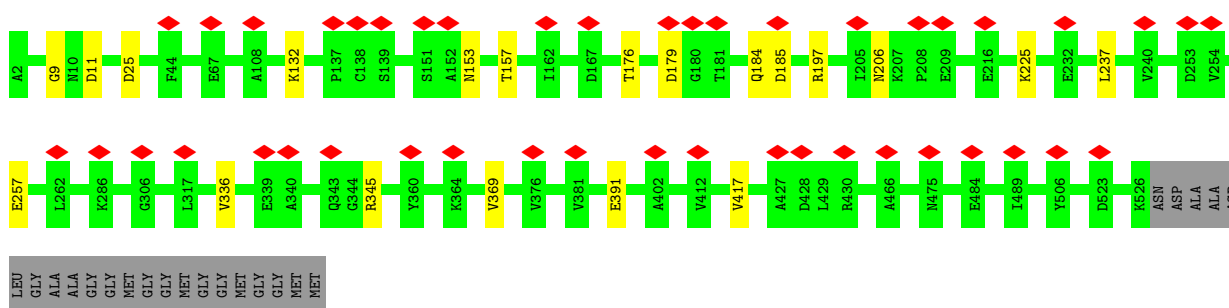 A2 G9 N10 D11 D25 F44 E67 A108 K132 P137 C138 S139 S151 A152 N153 T157 I162 D167 T176 D179 G180 T181 Q184 D185 R197 I205 N206 K207 P208 E209 E216 K225 E232 L237 V240 D253 V254
E257 L262 K286 G306 L317 V336 E339 A340 Q343 G344 R345 Y360 K364 V369 V376 V381 E391 A402 V412 V417 A427 D428 L429 R430 A466 N475 E484 I489 Y506 D523 K526 ASN ASP ALA ALA
LEU GLY ALA ALA GLY GLY MET GLY GLY MET GLY GLY MET GLY GLY MET MET